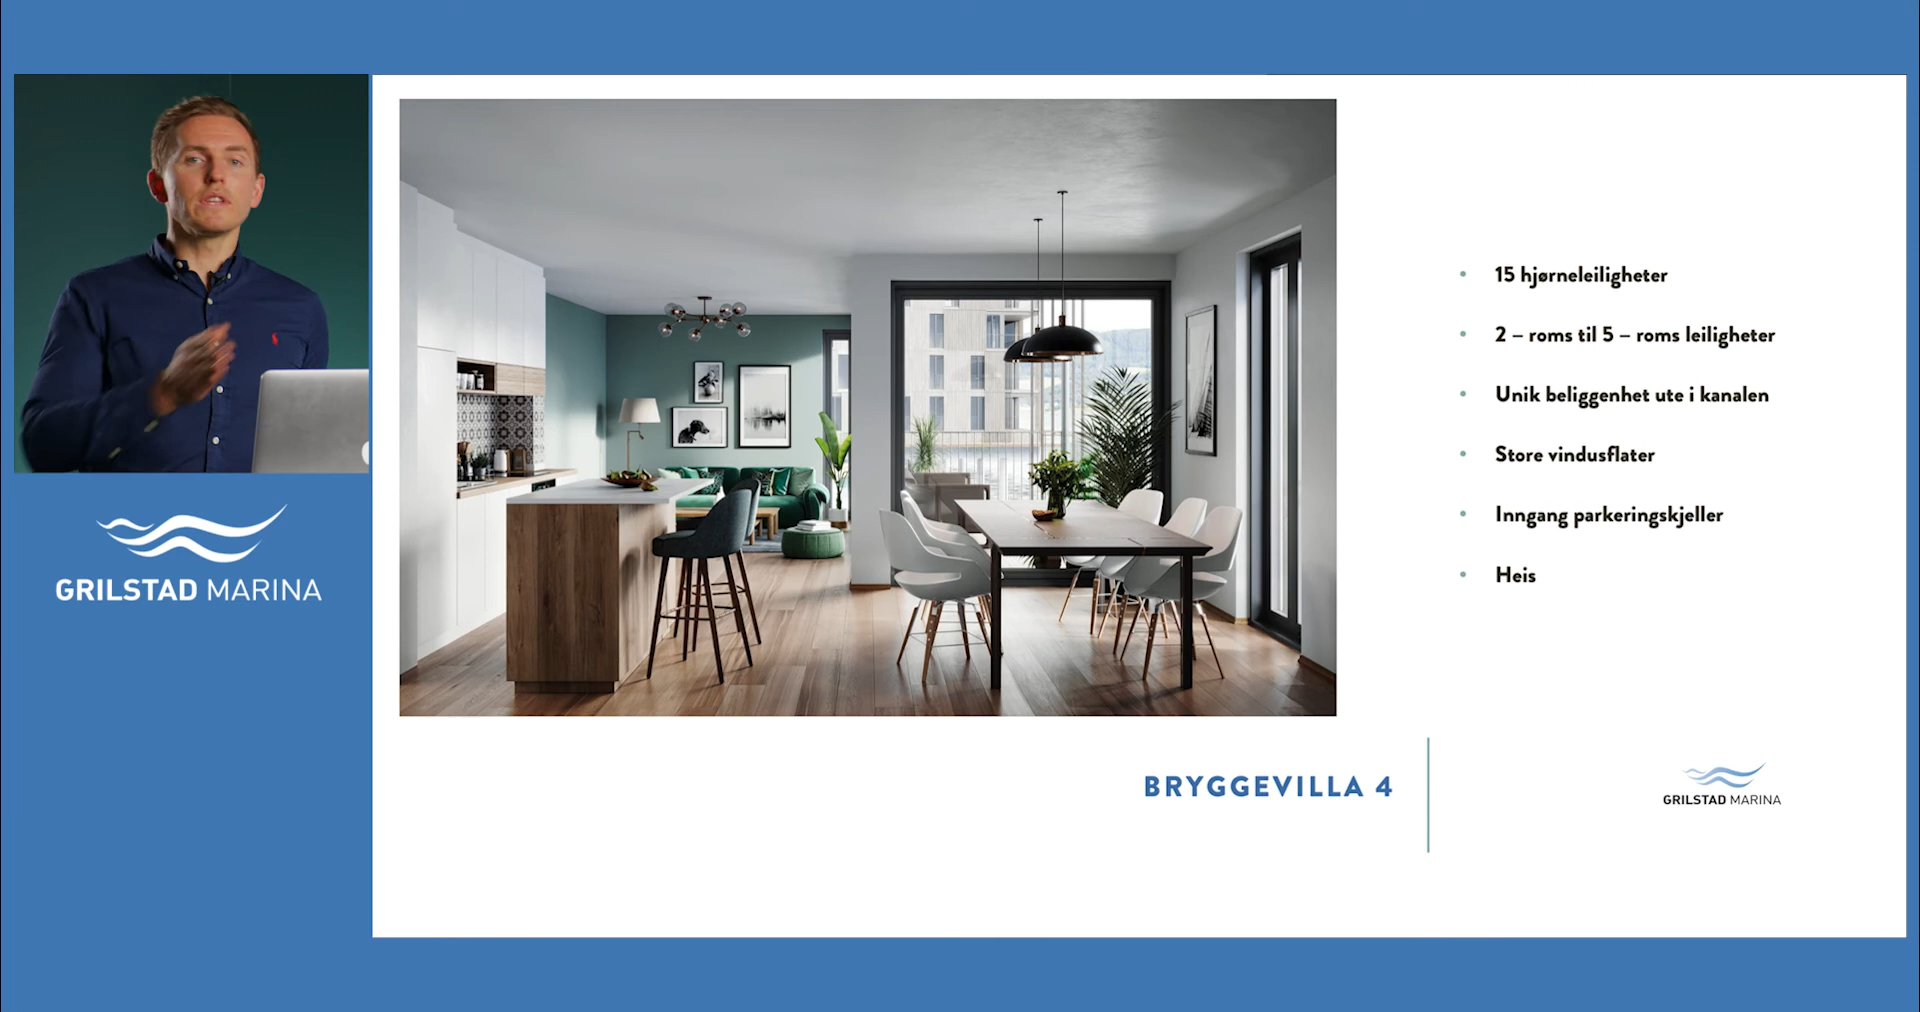 GRILSTAD MARINA
15 hjørneleiligheter
2 – roms til 5 – roms leiligheter
Unik beliggenhet ute i kanalen
Store vindusflater
Inngang parkeringskjeller
Heis
BRYGGEVILLA 4
GRILSTAD MARINA